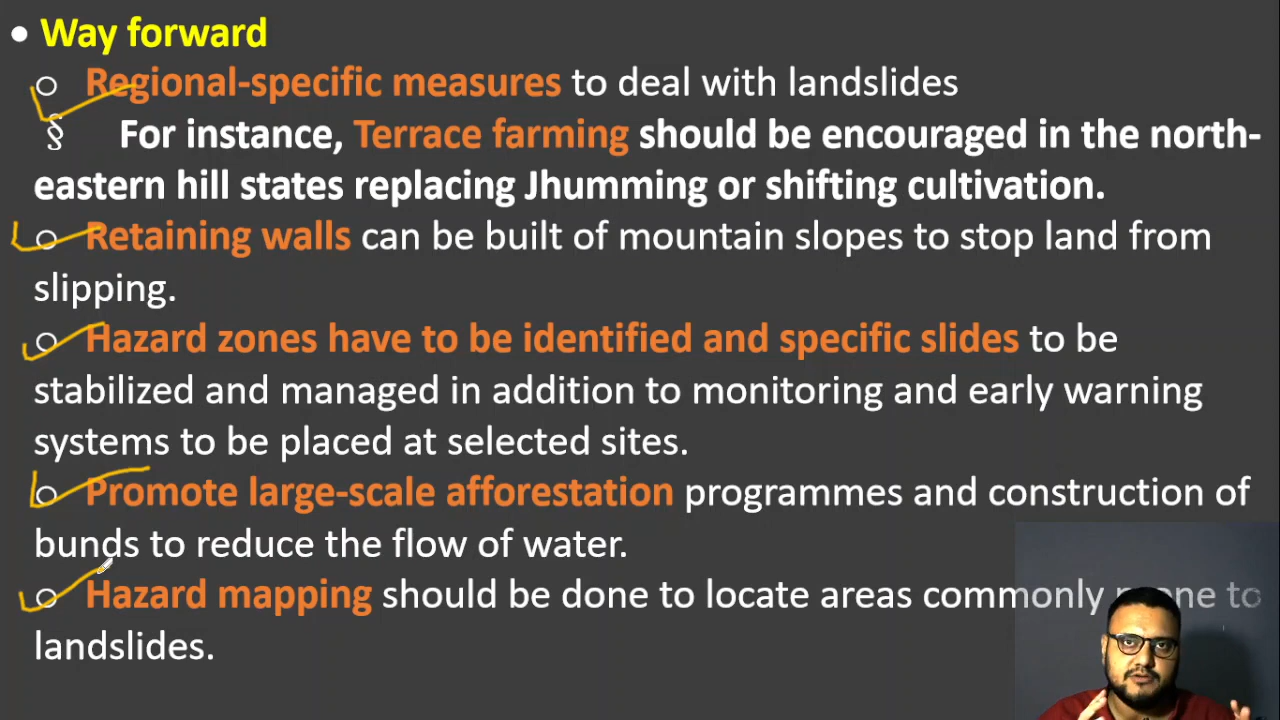 • Way forward
o Regional-specific measures to deal with landslides
§ For instance, Terrace farming should be encouraged in the north-
eastern hill states replacing Jhumming or shifting cultivation.
o Retaining walls can be built of mountain slopes to stop land from
slipping.
o Hazard zones have to be identified and specific slides to be
stabilized and managed in addition to monitoring and early warning
systems to be placed at selected sites.
o Promote large-scale afforestation programmes and construction of
bunds to reduce the flow of water.
o Hazard mapping should be done to locate areas commonly prone to
landslides.